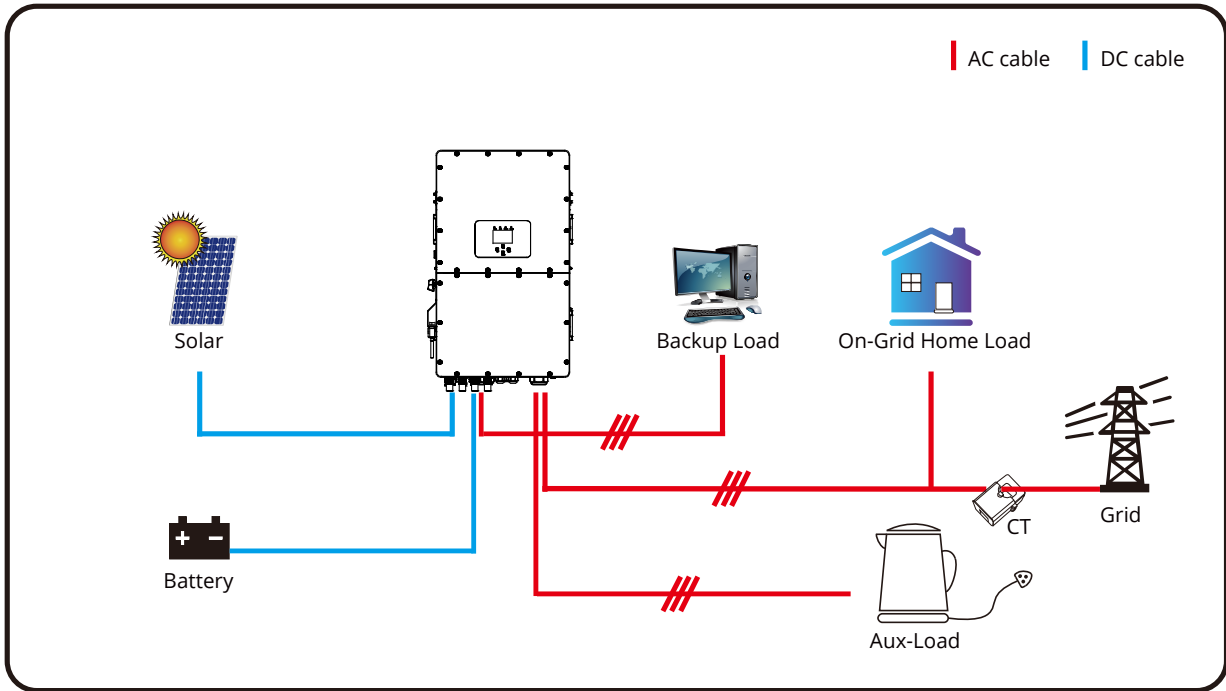 AC cable
DC cable
Solar
Backup Load
On-Grid Home Load
Battery
CT
Grid
Aux-Load